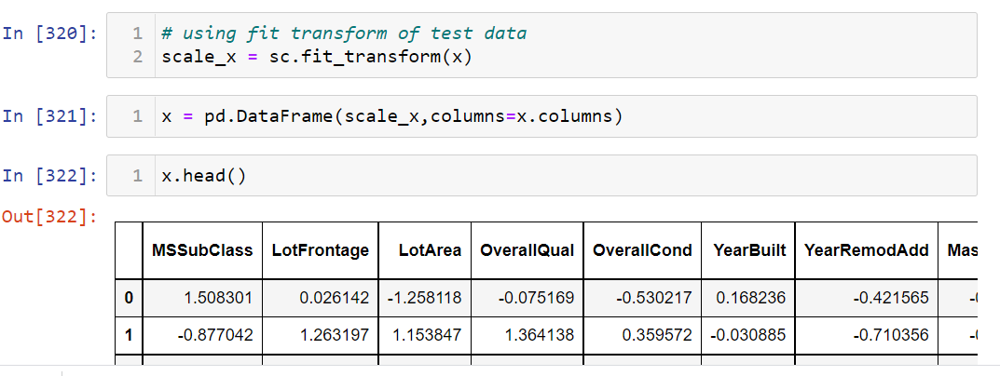 In [320]:
1 # using fit transform of test data
2 scale_x = sc.fit_transform(x)
In [321]:
1 x = pd.DataFrame(scale_x,columns=x.columns)
In [322]:
1 x.head()
Out[322]:
MSSubClass LotFrontage LotArea OverallQual OverallCond YearBuilt YearRemodAdd Mas
0 1.508301 0.026142 -1.258118 -0.075169 -0.530217 0.168236 -0.421565
1 -0.877042 1.263197 1.153847 1.364138 0.359572 -0.030885 -0.710356